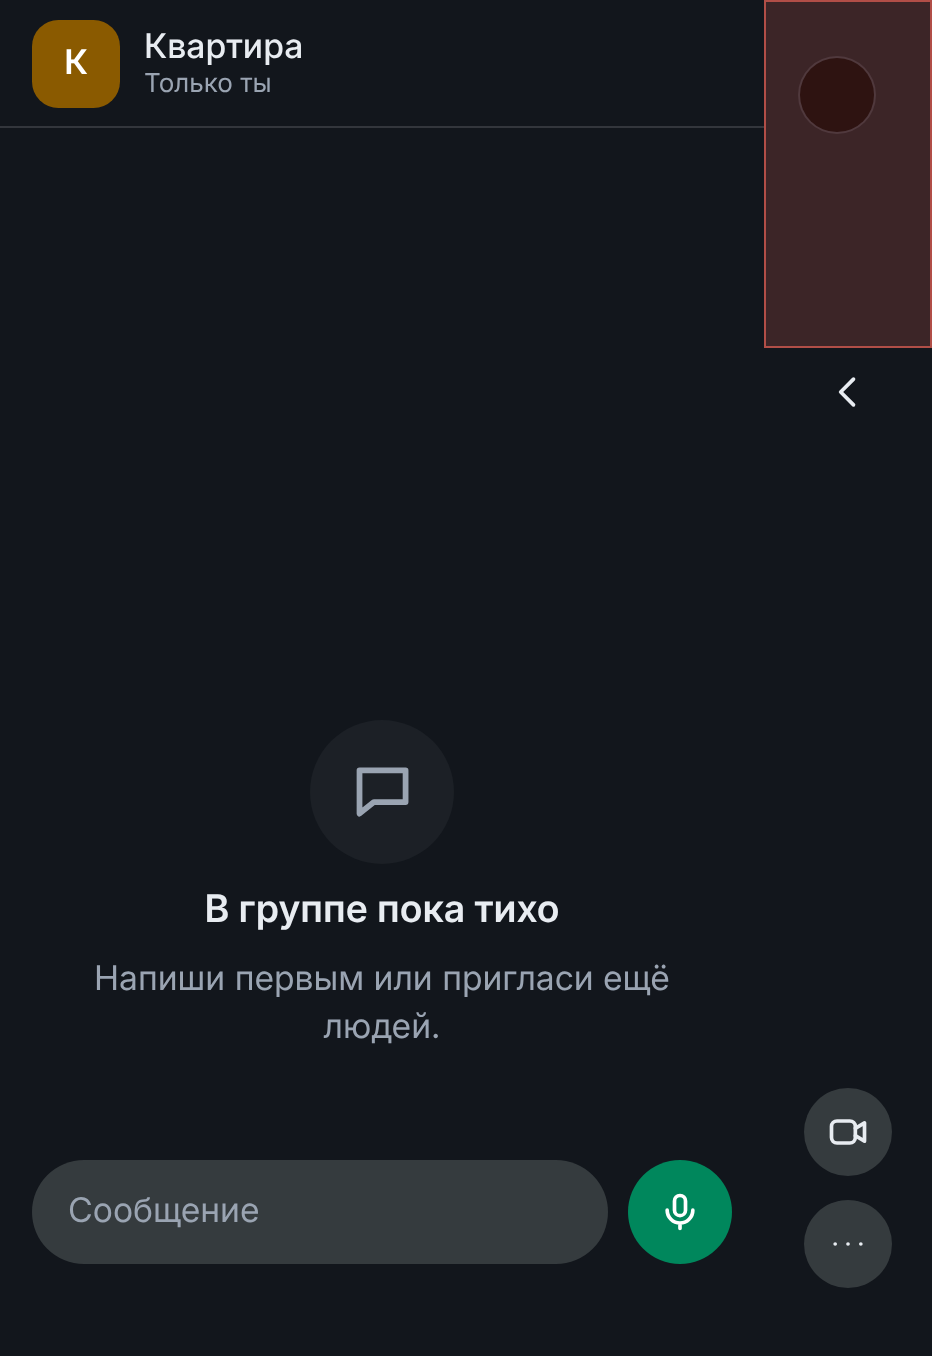 К
Квартира
Только ты
В группе пока тихо
Напиши первым или пригласи ещё
людей.
Сообщение